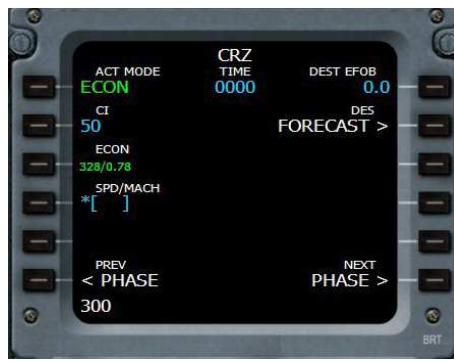 CRZ
ACT MODE TIME DEST EFOB
ECON 0000 0.0
CI DES
50 FORECAST >
ECON
328/0.78
SPD/MACH
*[ ]
PREV NEXT
< PHASE PHASE >
300
BRT